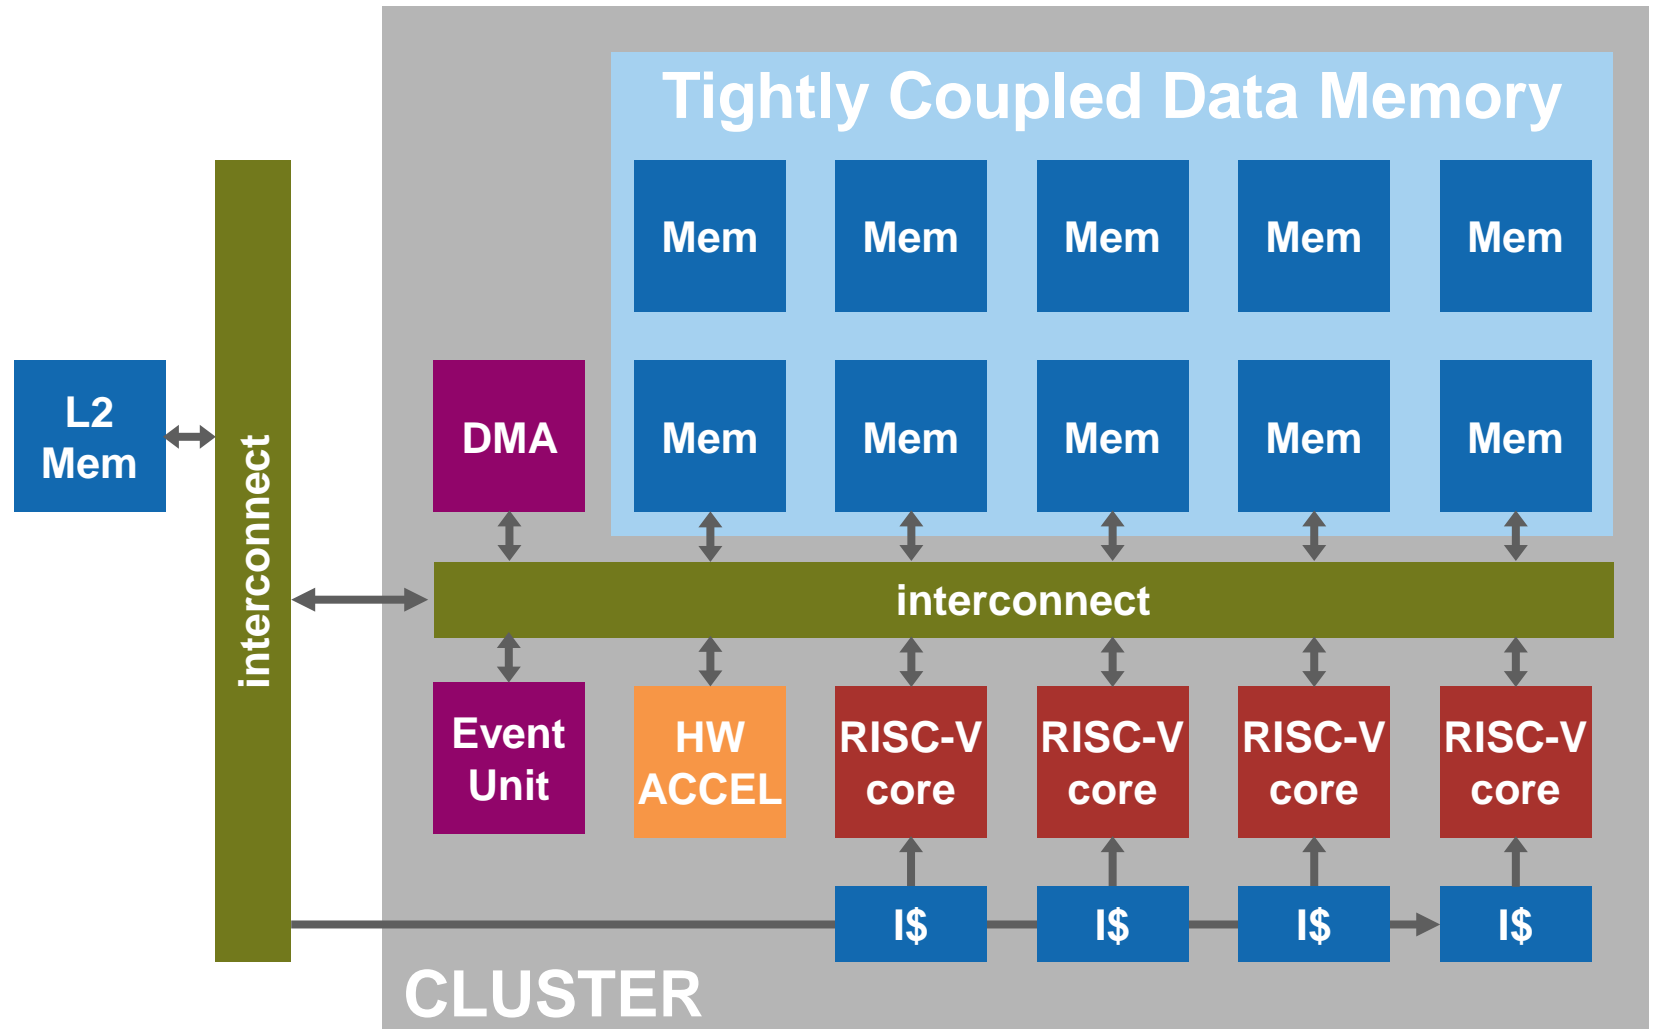 Tightly Coupled Data Memory
Mem
Mem
Mem
Mem
Mem
L2
Mem
interconnect
DMA
Mem
Mem
Mem
Mem
Mem
interconnect
Event
Unit
HW
ACCEL
RISC-V
core
RISC-V
core
RISC-V
core
RISC-V
core
I$
I$
I$
I$
CLUSTER